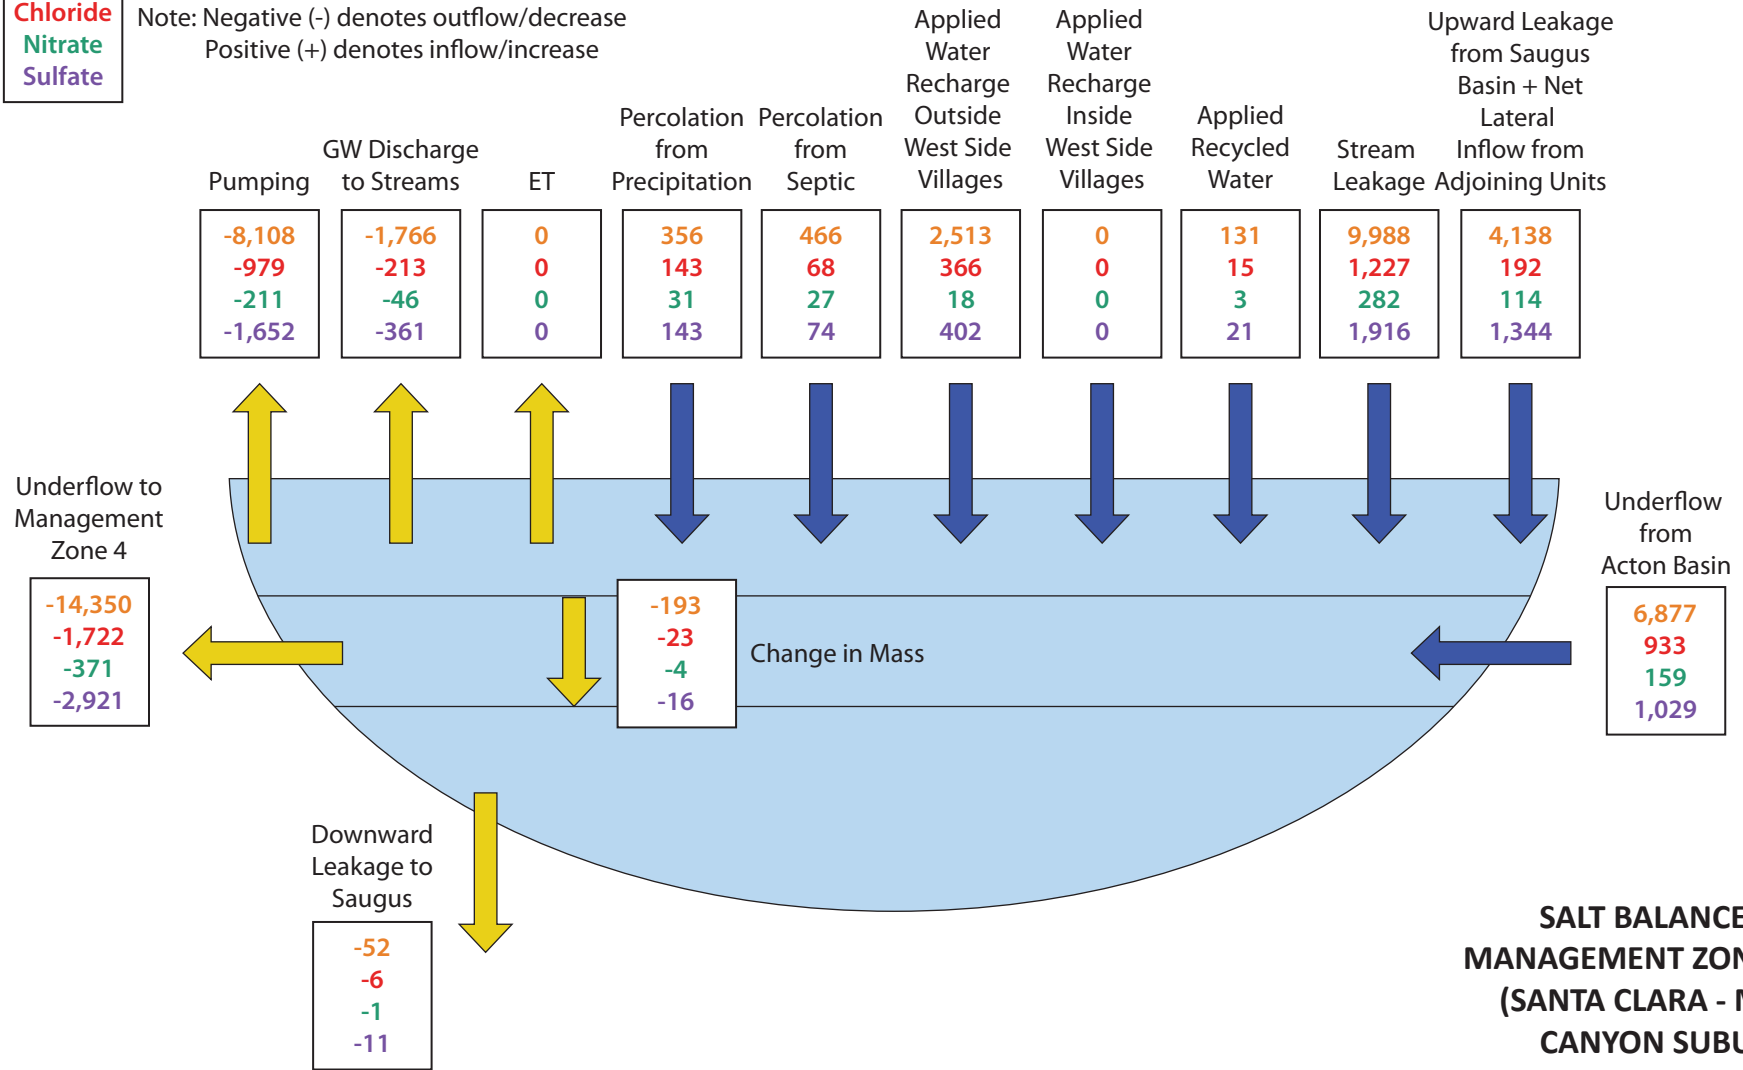 Chloride
Nitrate
Sulfate
Note: Negative (-) denotes outflow/decrease
Positive (+) denotes inflow/increase
Pumping
-8,108
-979
-211
-1,652
GW Discharge
to Streams
-1,766
-213
-46
-361
ET
0
0
0
0
Percolation
from
Precipitation
356
143
31
143
Percolation
from
Septic
466
68
27
74
Applied
Water
Recharge
Outside
West Side
Villages
2,513
366
18
402
Applied
Water
Recharge
Inside
West Side
Villages
0
0
0
0
Applied
Recycled
Water
131
15
3
21
Stream
Leakage
9,988
1,227
282
1,916
Upward Leakage
from Saugus
Basin + Net
Lateral
Inflow from
Adjoining Units
4,138
192
114
1,344
Underflow to
Management
Zone 4
-14,350
-1,722
-371
-2,921
-193
-23
-4
-16
Change in Mass
Underflow
from
Acton Basin
6,877
933
159
1,029
Downward
Leakage to
Saugus
-52
-6
-1
-11
SALT BALANCE
MANAGEMENT
(SANTA CLARA -
CANYON